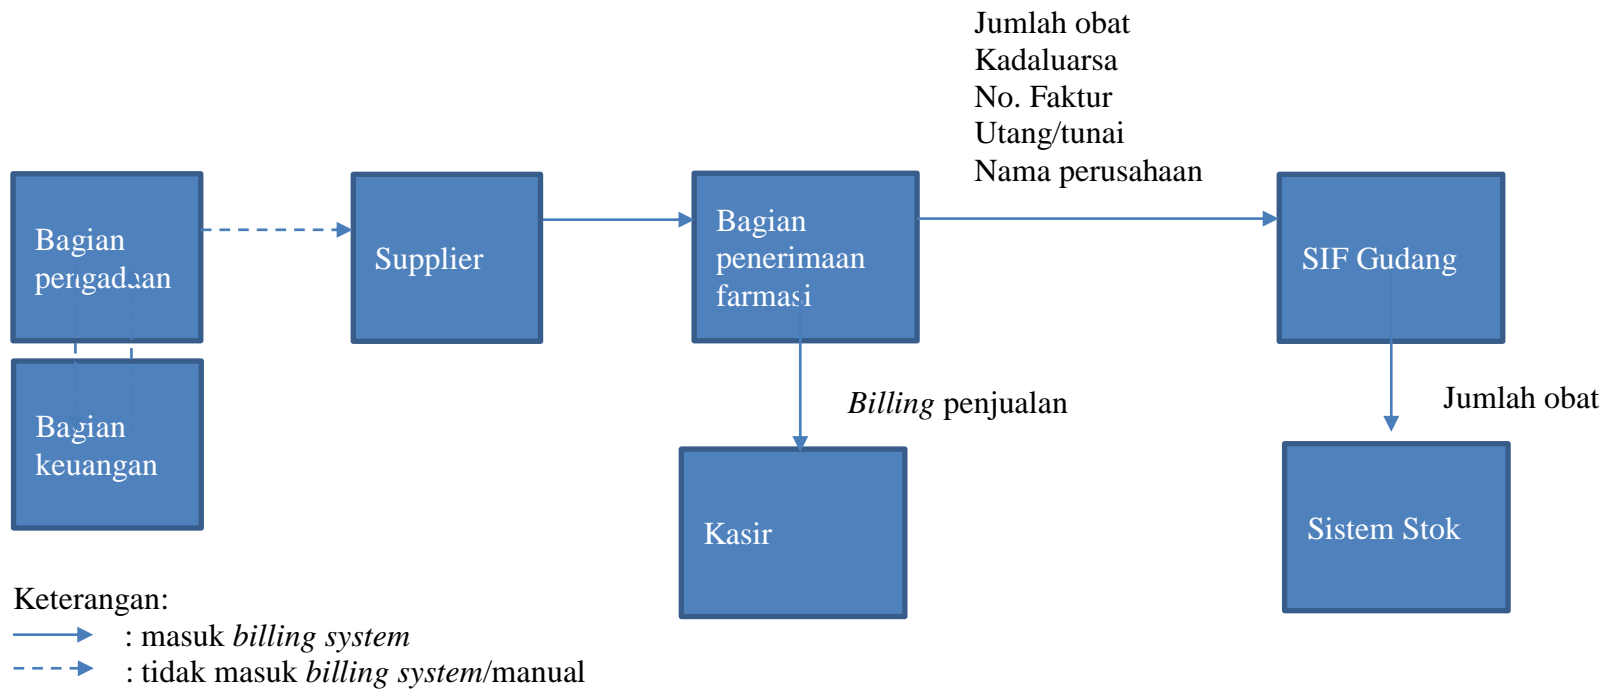 Jumlah obat
Kadaluarsa
No. Faktur
Utang/tunai
Nama perusahaan
Bagian
pengadaan
Supplier
Bagian
penerimaan
farmasi
SIF Gudang
Bagian
keuangan
Billing penjualan
Jumlah obat
Kasir
Sistem Stok
Keterangan:
: masuk billing system
: tidak masuk billing system/manual